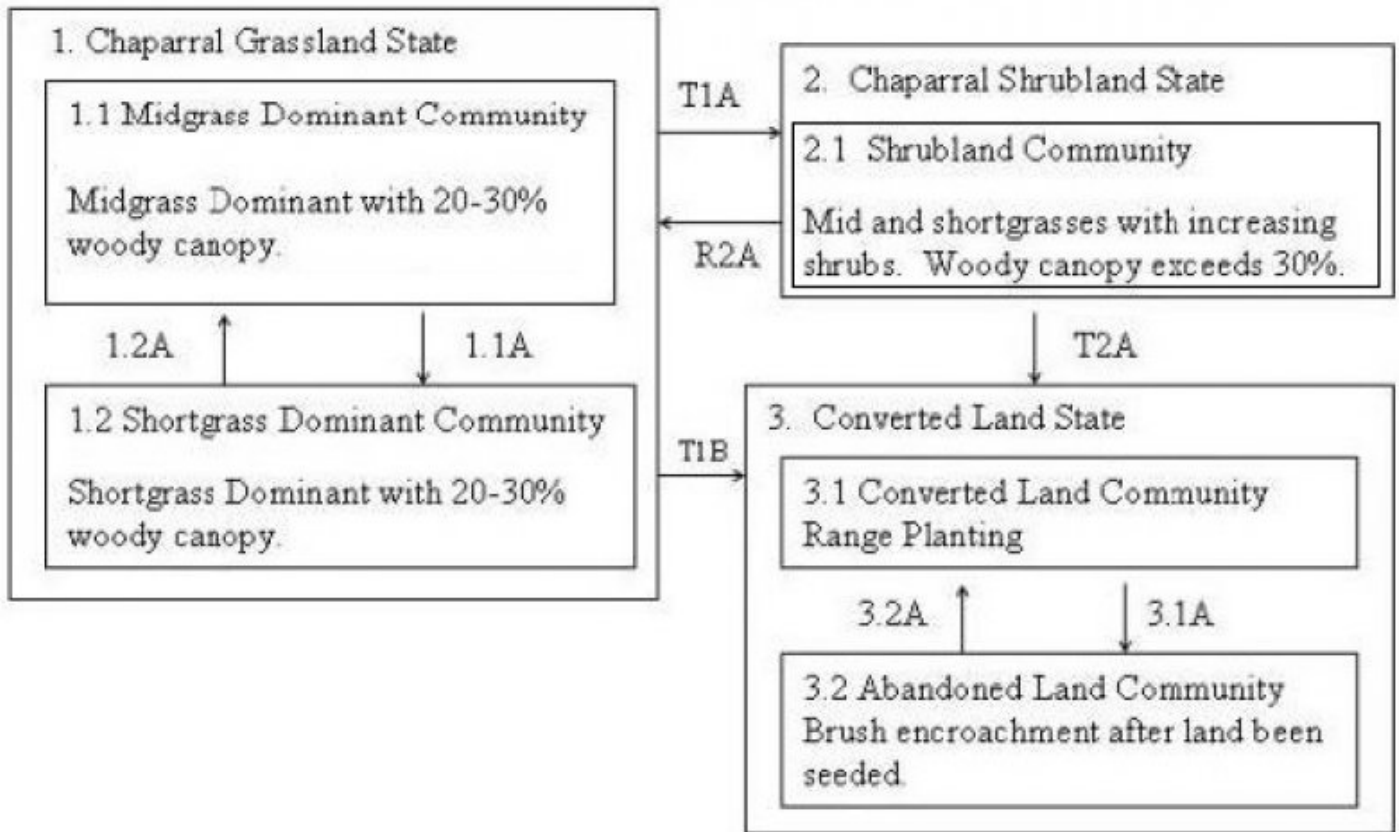 1. Chaparral Grassland State
1.1 Midgrass Dominant Community
Midgrass Dominant with 20-30%
woody canopy.
1.2A
1.1A
1.2 Shortgrass Dominant Community
Shortgrass Dominant with 20-30%
woody canopy.
T1A
R2A
T1B
2. Chaparral Shrubland State
2.1 Shrubland Community
Mid and shortgrasses with increasing
shrubs. Woody canopy exceeds 30%.
T2A
3. Converted Land State
3.1 Converted Land Community
Range Planting
3.2A
3.1A
3.2 Abandoned Land Community
Brush encroachment after land been
seeded.